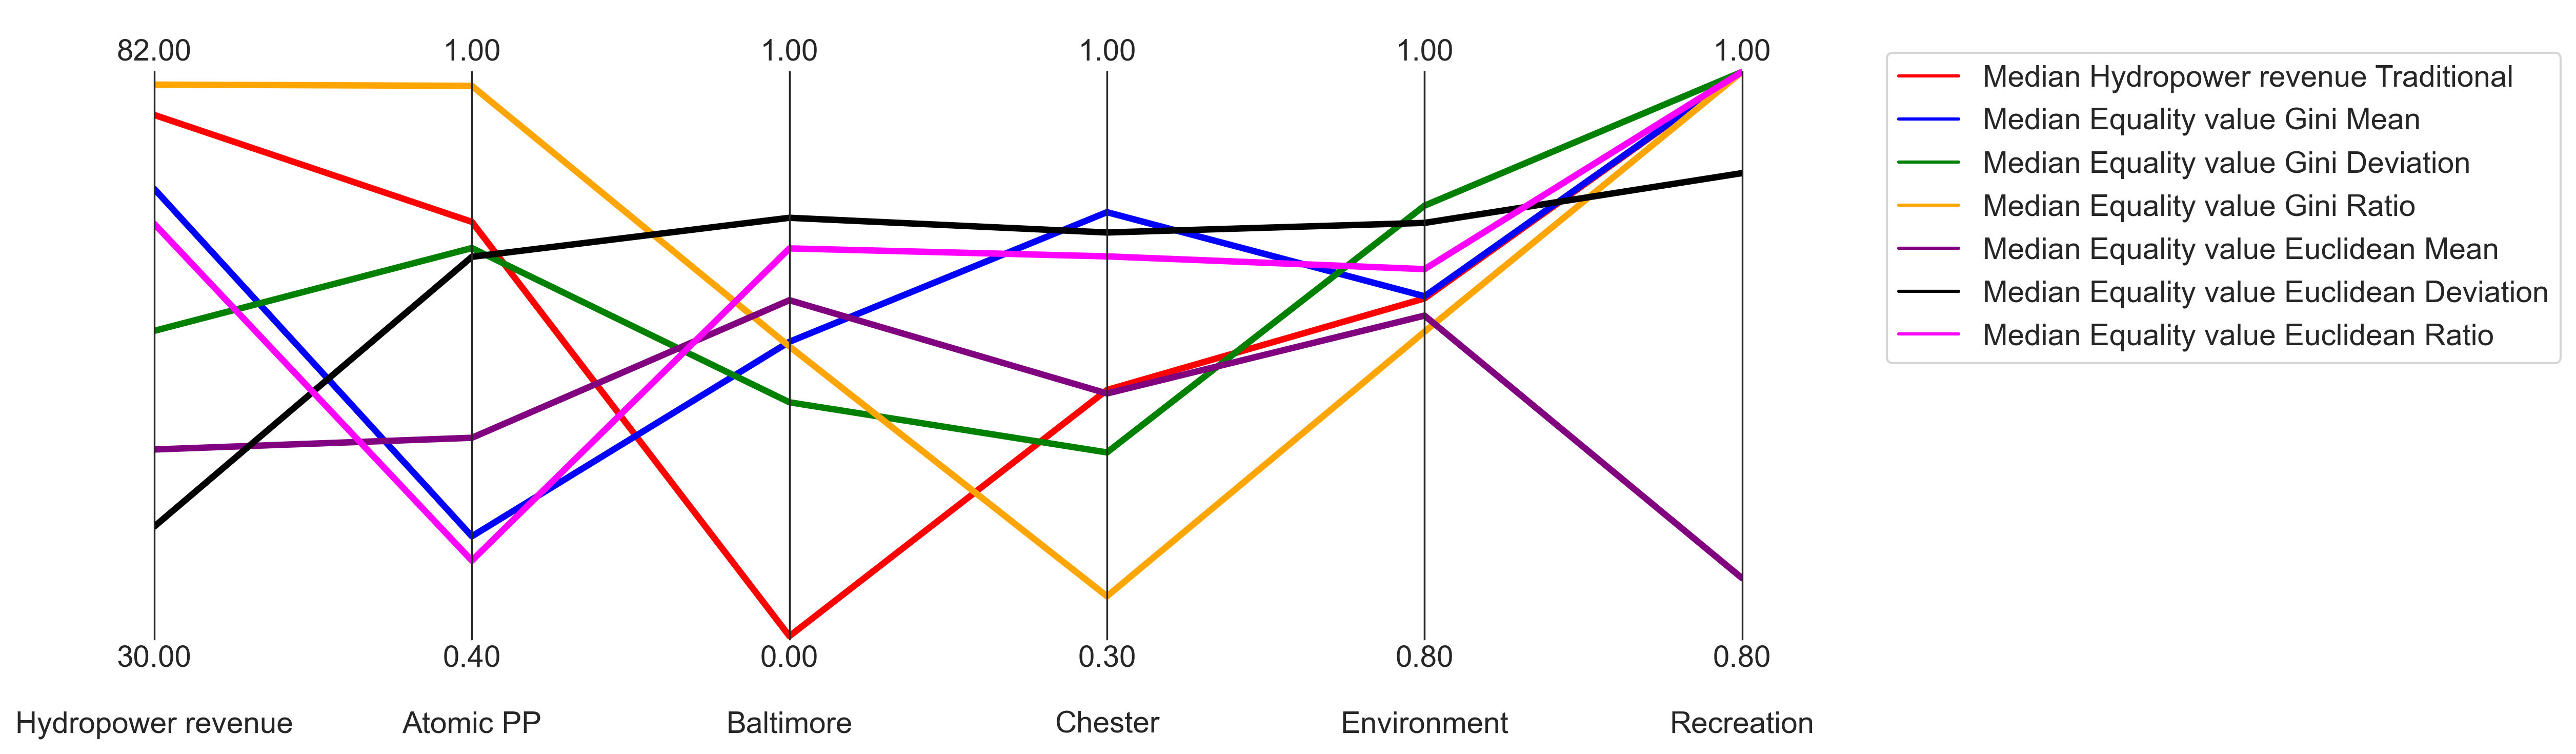 82.00 1.00 1.00 1.00 1.00 1.00
Median Hydropower revenue Traditional
Median Equality value Gini Mean
Median Equality value Gini Deviation
Median Equality value Gini Ratio
Median Equality value Euclidean Mean
Median Equality value Euclidean Deviation
Median Equality value Euclidean Ratio
30.00 0.40 0.00 0.30 0.80 0.80
Hydropower revenue Atomic PP Baltimore Chester Environment Recreation